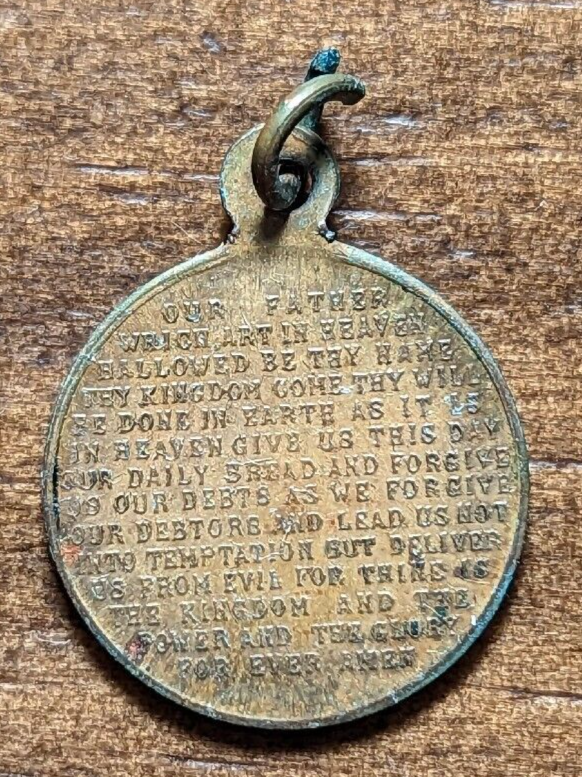 OUR FATHER
WHICH ART IN HEAVEN
HALLOWED BE THY NAME
THY KINGDOM COME THY WILL
BE DONE IN EARTH AS IT IS
IN HEAVEN GIVE US THIS DAY
OUR DAILY BREAD AND FORGIVE
US OUR DEBTS AS WE FORGIVE
OUR DEBTORS AND LEAD US NOT
INTO TEMPTATION BUT DELIVER
US FROM EVIL FOR THINE IS
THE KINGDOM AND THE
POWER AND THE GLORY
FOR EVER AMEN